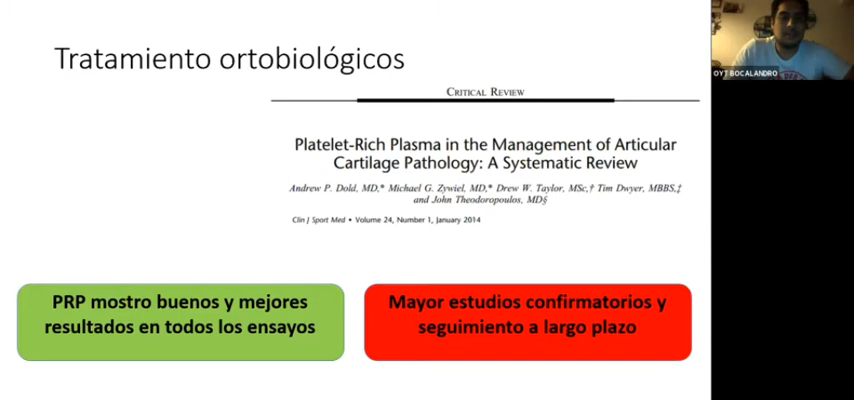 Tratamiento ortobiológicos
CRITICAL REVIEW
Platelet-Rich Plasma in the Management of Articular
Cartilage Pathology: A Systematic Review
Andrew P. Dold, MD,* Michael G. Zywiel, MD,* Drew W. Taylor, MSc,† Tim Dwyer, MBBS,‡
and John Theodoropoulos, MD§
Clin J Sport Med • Volume 24, Number 1, January 2014
PRP mostro buenos y mejores
resultados en todos los ensayos
Mayor estudios confirmatorios y
seguimiento a largo plazo
OYT BOCALANDRO